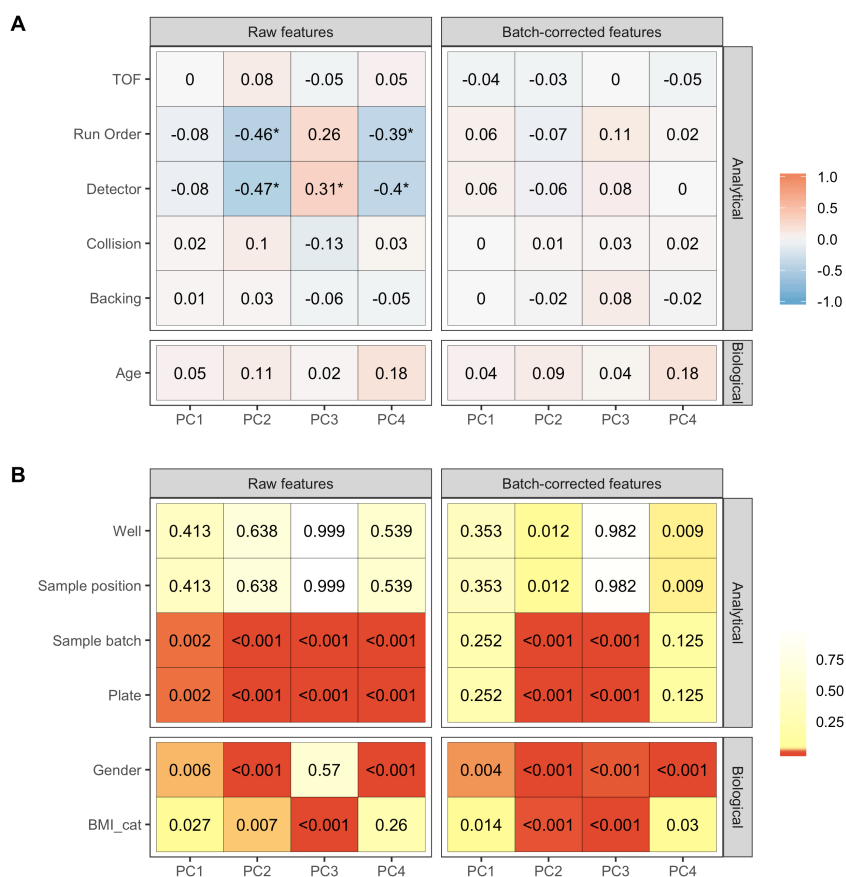 A
Raw features Batch-corrected features
TOF 0 0.08 -0.05 0.05 -0.04 -0.03 0 -0.05
Run Order -0.08 -0.46* 0.26 -0.39* 0.06 -0.07 0.11 0.02
Detector -0.08 -0.47* 0.31* -0.4* 0.06 -0.06 0.08 0
Collision 0.02 0.1 -0.13 0.03 0 0.01 0.03 0.02
Backing 0.01 0.03 -0.06 -0.05 0 -0.02 0.08 -0.02
Analytical
Age 0.05 0.11 0.02 0.18 0.04 0.09 0.04 0.18
Biological
PC1 PC2 PC3 PC4 PC1 PC2 PC3 PC4
1.0
0.5
0.0
-0.5
-1.0
B
Raw features Batch-corrected features
Well 0.413 0.638 0.999 0.539 0.353 0.012 0.982 0.009
Sample position 0.413 0.638 0.999 0.539 0.353 0.012 0.982 0.009
Sample batch 0.002 <0.001 <0.001 <0.001 0.252 <0.001 <0.001 0.125
Plate 0.002 <0.001 <0.001 <0.001 0.252 <0.001 <0.001 0.125
Analytical
Gender 0.006 <0.001 0.57 <0.001 0.004 <0.001 <0.001 <0.001
BMI_cat 0.027 0.007 <0.001 0.26 0.014 <0.001 <0.001 0.03
Biological
PC1 PC2 PC3 PC4 PC1 PC2 PC3 PC4
0.75
0.50
0.25